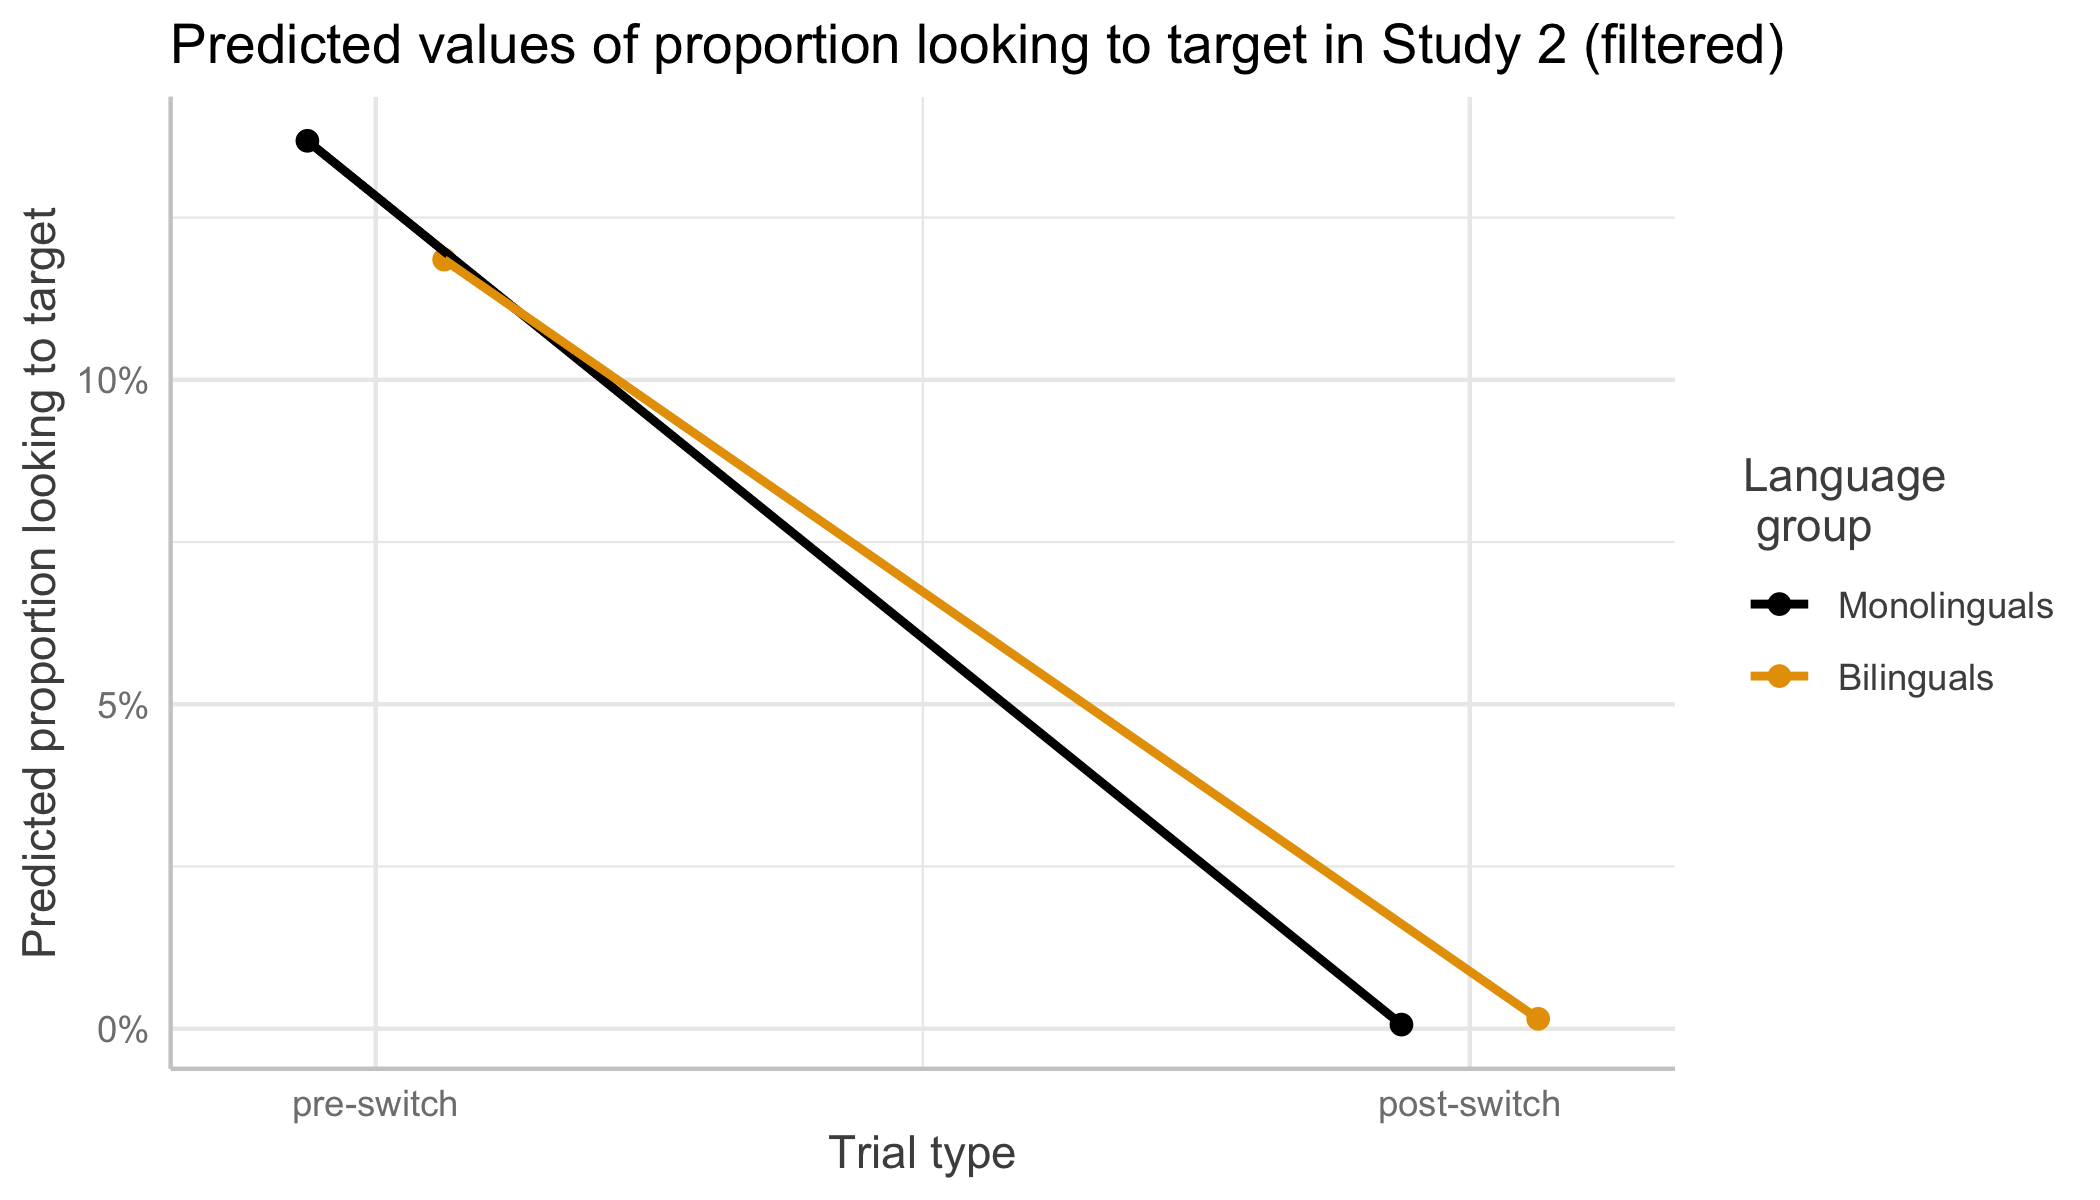 Predicted values of proportion looking to target in Study 2 (filtered)
Predicted proportion looking to target
10%
5%
0%
pre-switch
post-switch
Trial type
Language
group
Monolinguals
Bilinguals